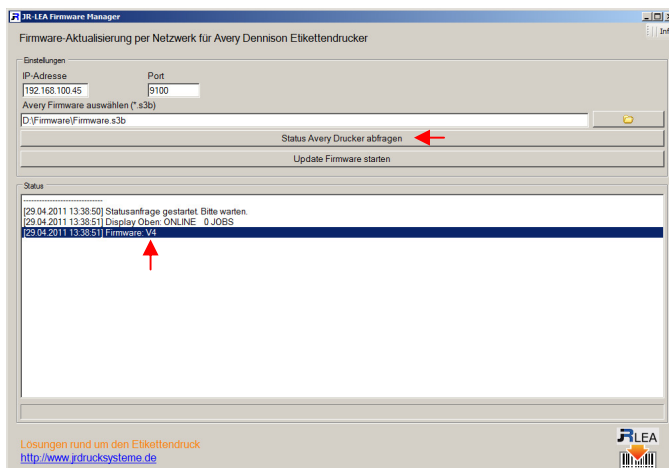 JR-LEA Firmware Manager
Inf
Firmware-Aktualisierung per Netzwerk für Avery Dennison Etikettendrucker
Einstellungen
IP-Adresse Port
192.168.100.45 9100
Avery Firmware auswählen (*.s3b)
D:\Firmware\Firmware.s3b
Status Avery Drucker abfragen
Update Firmware starten
Status
------------------------------
[29.04.2011 13:38:50] Statusanfrage gestartet. Bitte warten.
[29.04.2011 13:38:51] Display Oben: ONLINE 0 JOBS
[29.04.2011 13:38:51] Firmware: V4
Lösungen rund um den Etikettendruck
http://www.jrdrucksysteme.de
JRLEA